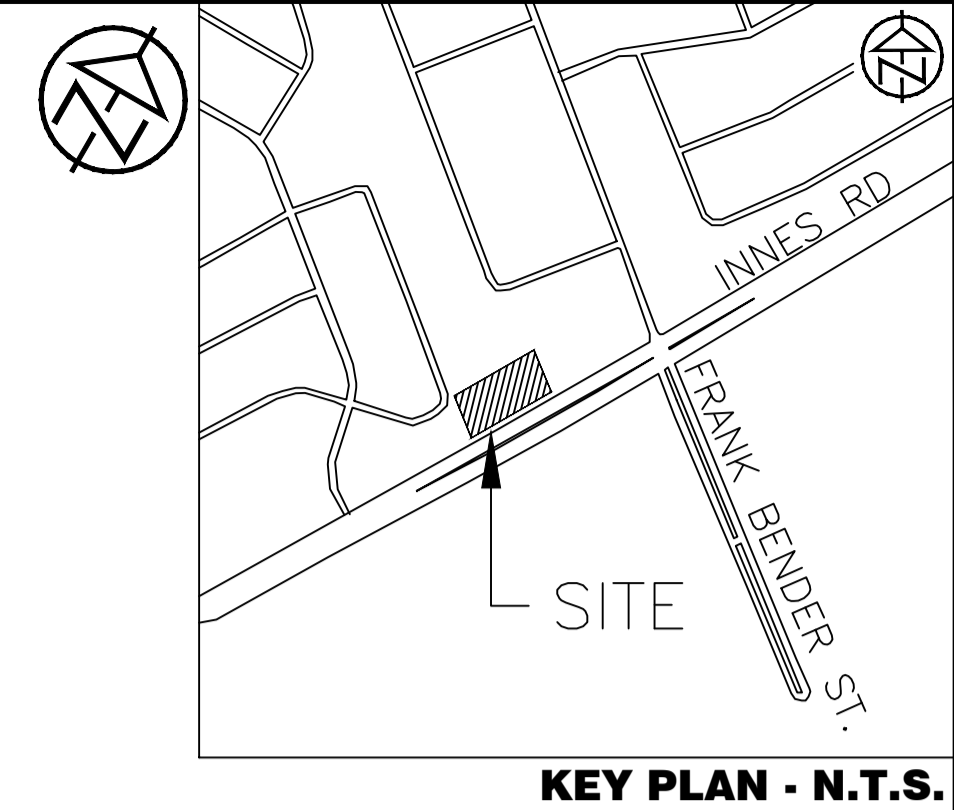 N
N
INNES RD
FRANK BENDER ST.
SITE
KEY PLAN - N.T.S.